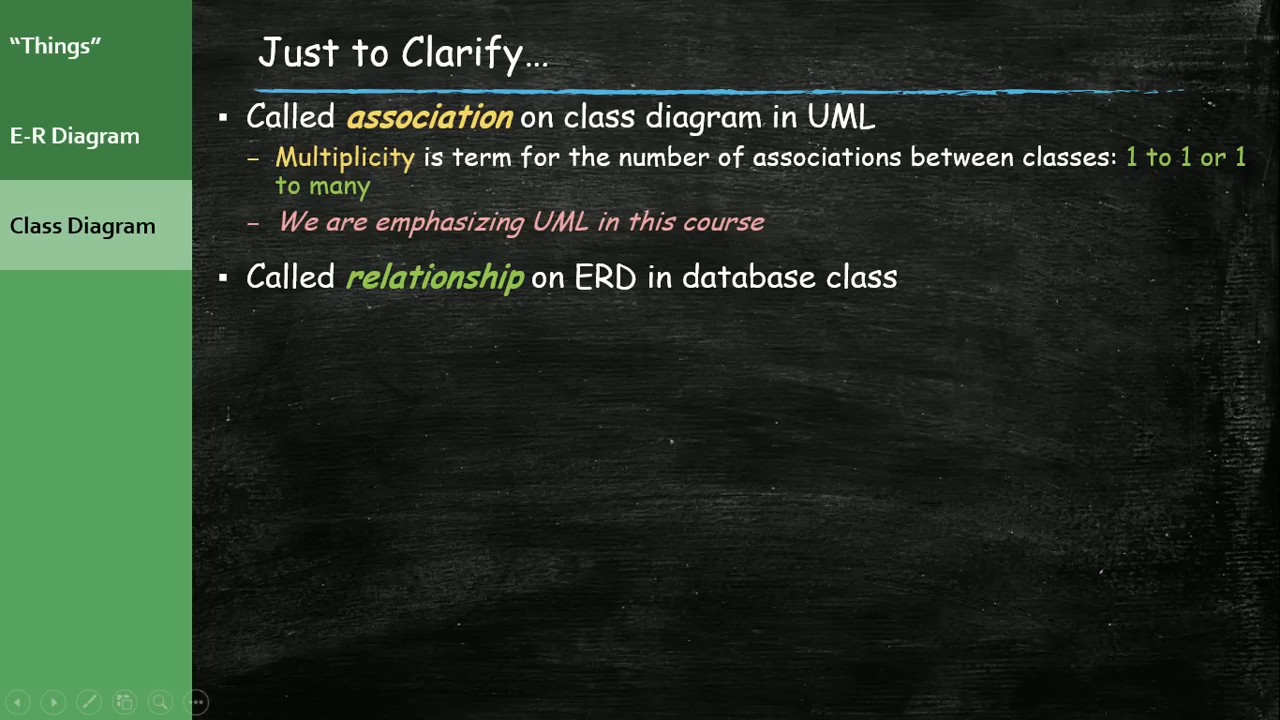 “Things”
E-R Diagram
Class Diagram
Just to Clarify…
▪ Called association on class diagram in UML
– Multiplicity is term for the number of associations between classes: 1 to 1 or 1
to many
– We are emphasizing UML in this course
▪ Called relationship on ERD in database class